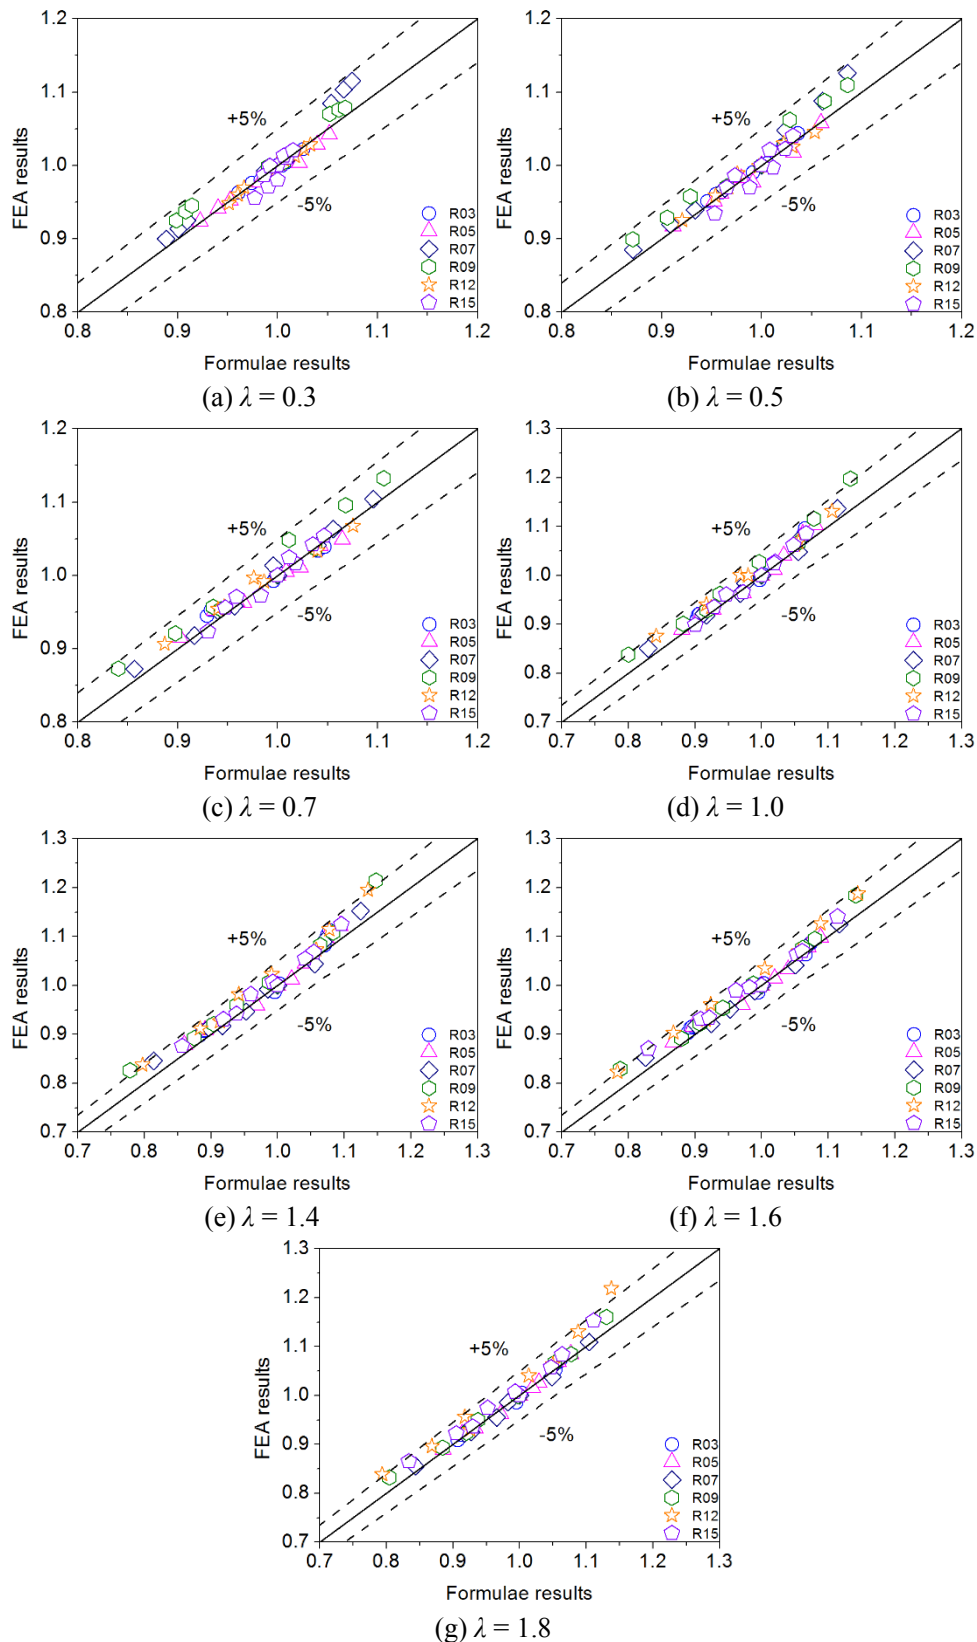 1.2 1.2
1.1 1.1
+5% +5%
FEA results FEA results
1.0 1.0
-5% -5%
0.9 R03 0.9 R03
R05 R05
R07 R07
R09 R09
R12 R12
R15 R15
0.8 0.8
0.8 0.9 1.0 1.1 1.2 0.8 0.9 1.0 1.1 1.2
Formulae results Formulae results
(a) λ = 0.3 (b) λ = 0.5
1.2 1.3
1.1 1.2
+5% +5%
1.1
FEA results FEA results
1.0 1.0
-5% -5%
0.9 0.9
R03 R03
R05 R05
R07 R07
0.8
R09 R09
R12 R12
R15 R15
0.8 0.7
0.8 0.9 1.0 1.1 1.2 0.7 0.8 0.9 1.0 1.1 1.2 1.3
Formulae results Formulae results
(c) λ = 0.7 (d) λ = 1.0
1.3 1.3
1.2 1.2
+5% +5%
1.1 1.1
FEA results FEA results
1.0 1.0
-5% -5%
0.9 0.9
R03 R03
R05 R05
R07 R07
0.8 0.8
R09 R09
R12 R12
R15 R15
0.7 0.7
0.7 0.8 0.9 1.0 1.1 1.2 1.3 0.7 0.8 0.9 1.0 1.1 1.2 1.3
Formulae results Formulae results
(e) λ = 1.4 (f) λ = 1.6
1.3
1.2
+5%
1.1
FEA results
1.0
-5%
0.9
R03
R05
R07
0.8
R09
R12
R15
0.7
0.7 0.8 0.9 1.0 1.1 1.2 1.3
Formulae results
(g) λ = 1.8